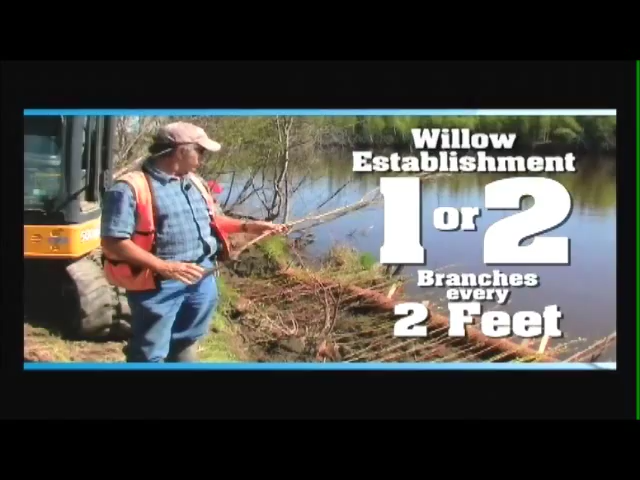 Willow
Establishment
1 or 2
Branches
every
2 Feet